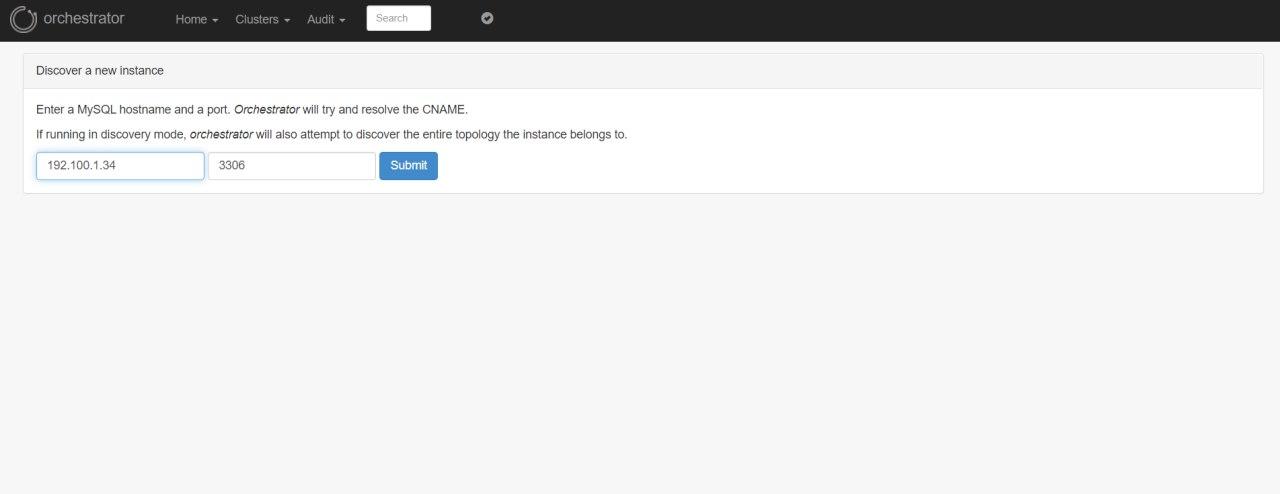 orchestrator Home Clusters Audit Search
Discover a new instance
Enter a MySQL hostname and a port. Orchestrator will try and resolve the CNAME.
If running in discovery mode, orchestrator will also attempt to discover the entire topology the instance belongs to.
192.100.1.34 3306 Submit